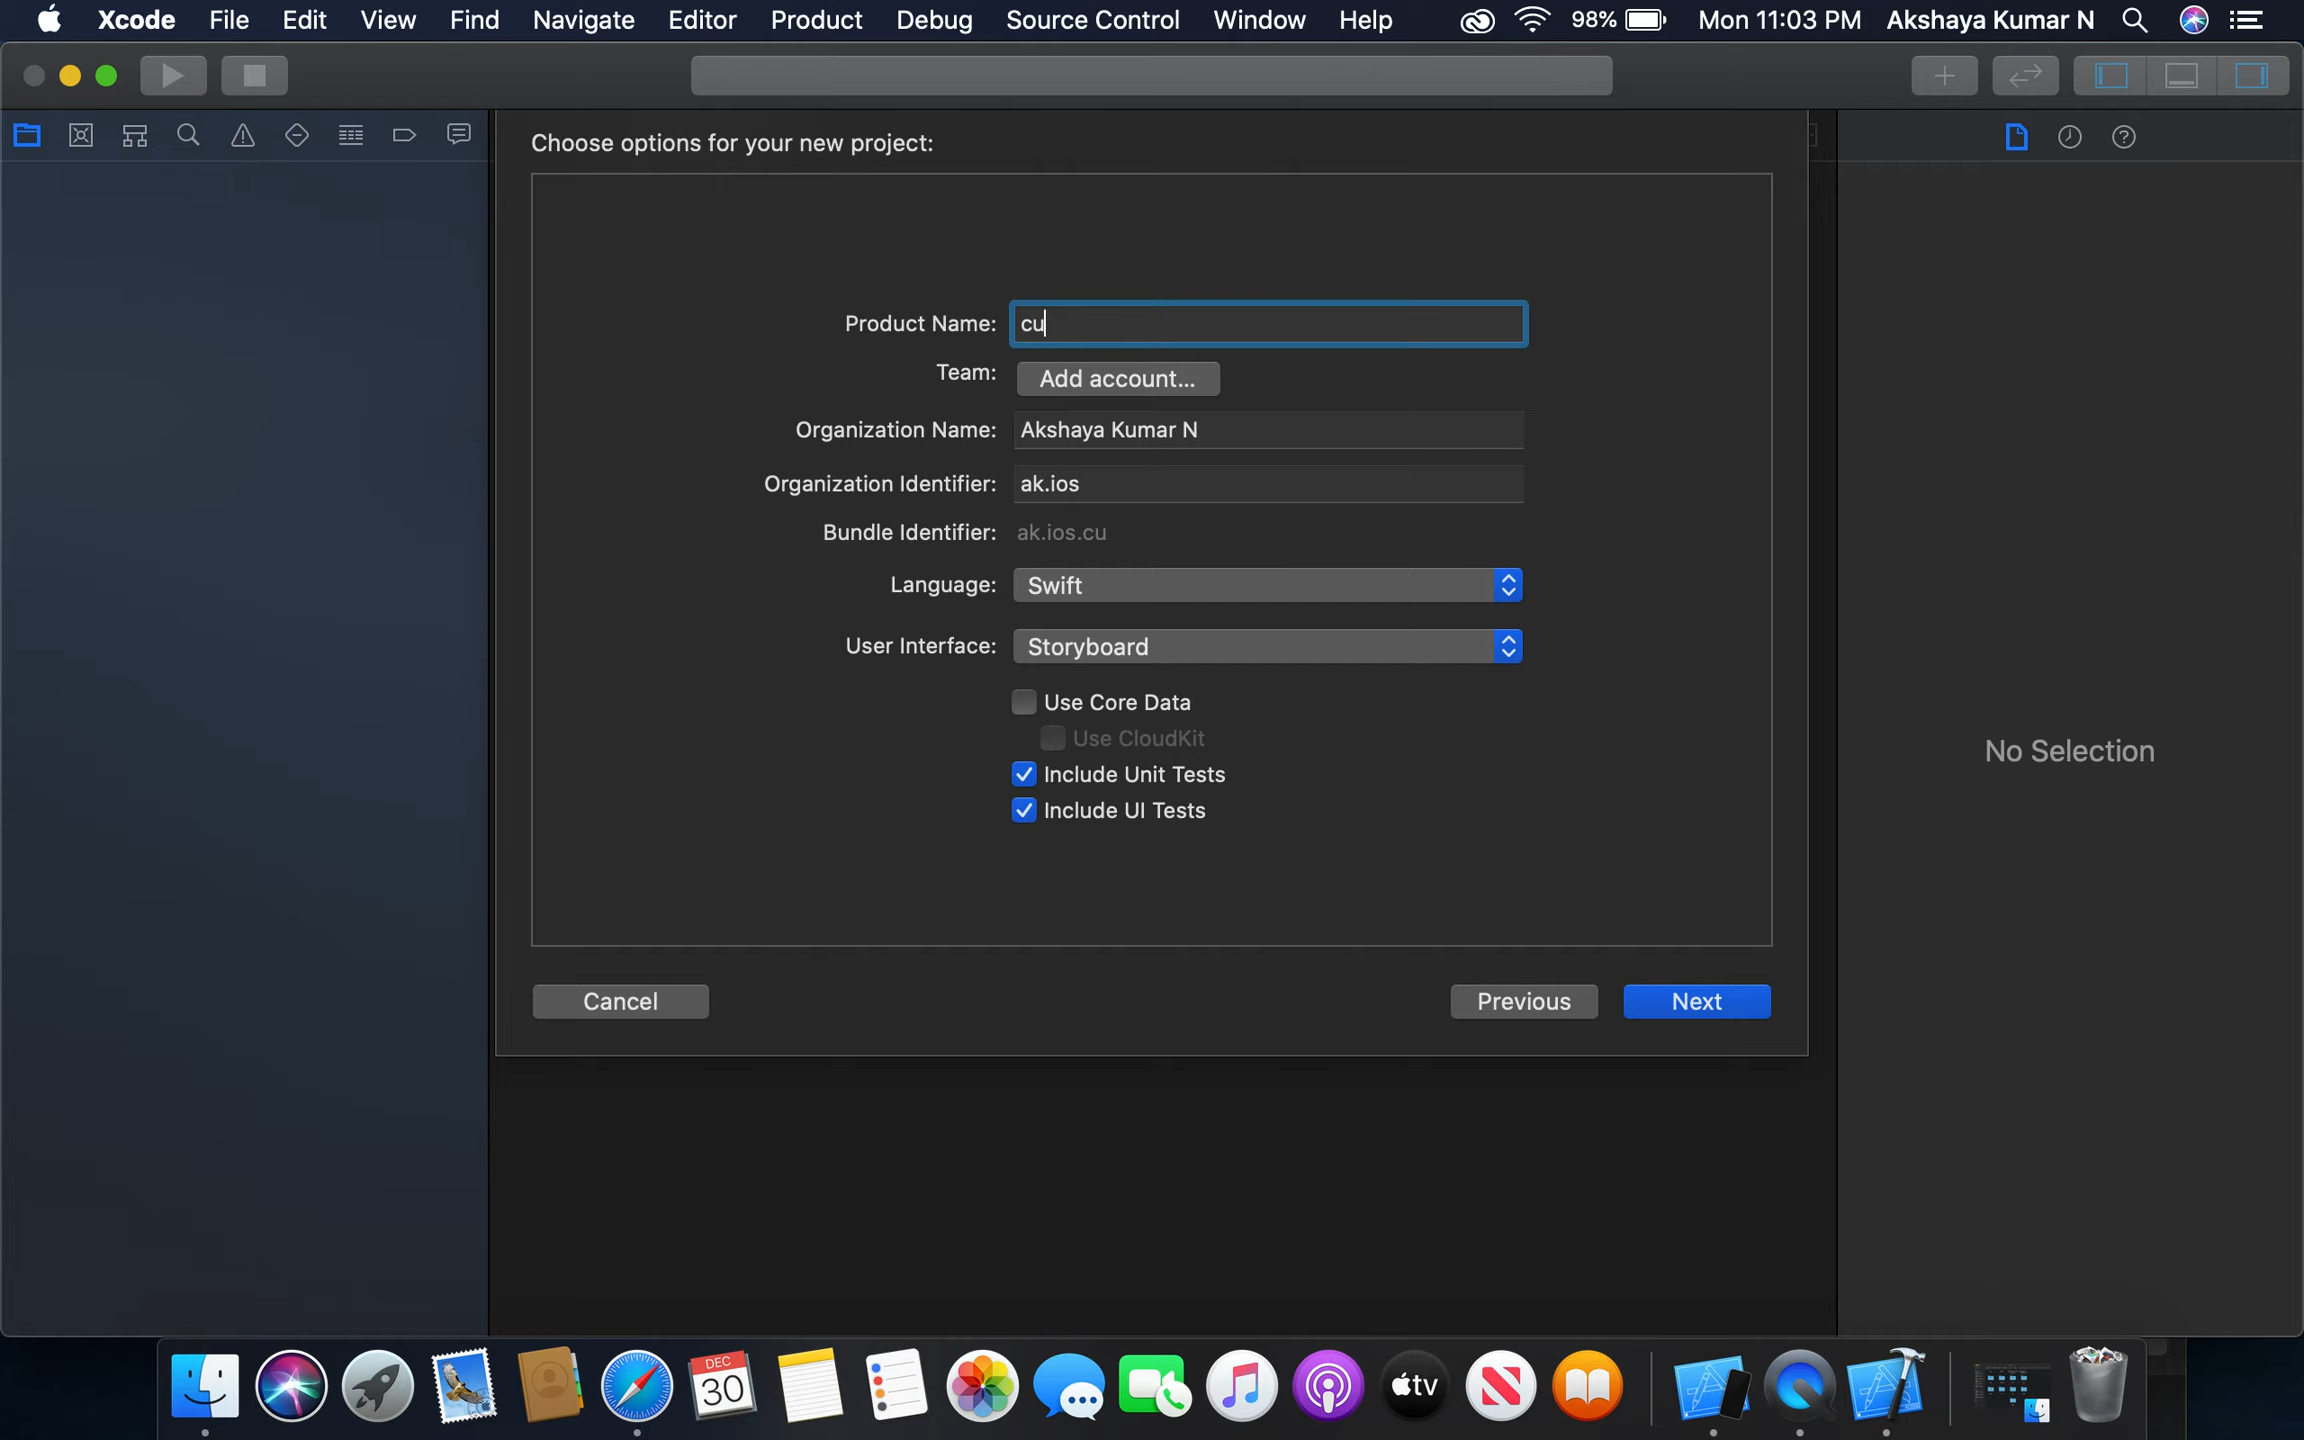 Xcode File Edit View Find Navigate Editor Product Debug Source Control Window Help 98% Mon 11:03 PM Akshaya Kumar N
Choose options for your new project:
Product Name: cu
Team: Add account...
Organization Name: Akshaya Kumar N
Organization Identifier: ak.ios
Bundle Identifier: ak.ios.cu
Language: Swift
User Interface: Storyboard
Use Core Data
Use CloudKit
Include Unit Tests
Include UI Tests
No Selection
Cancel Previous Next
DEC
30
tv